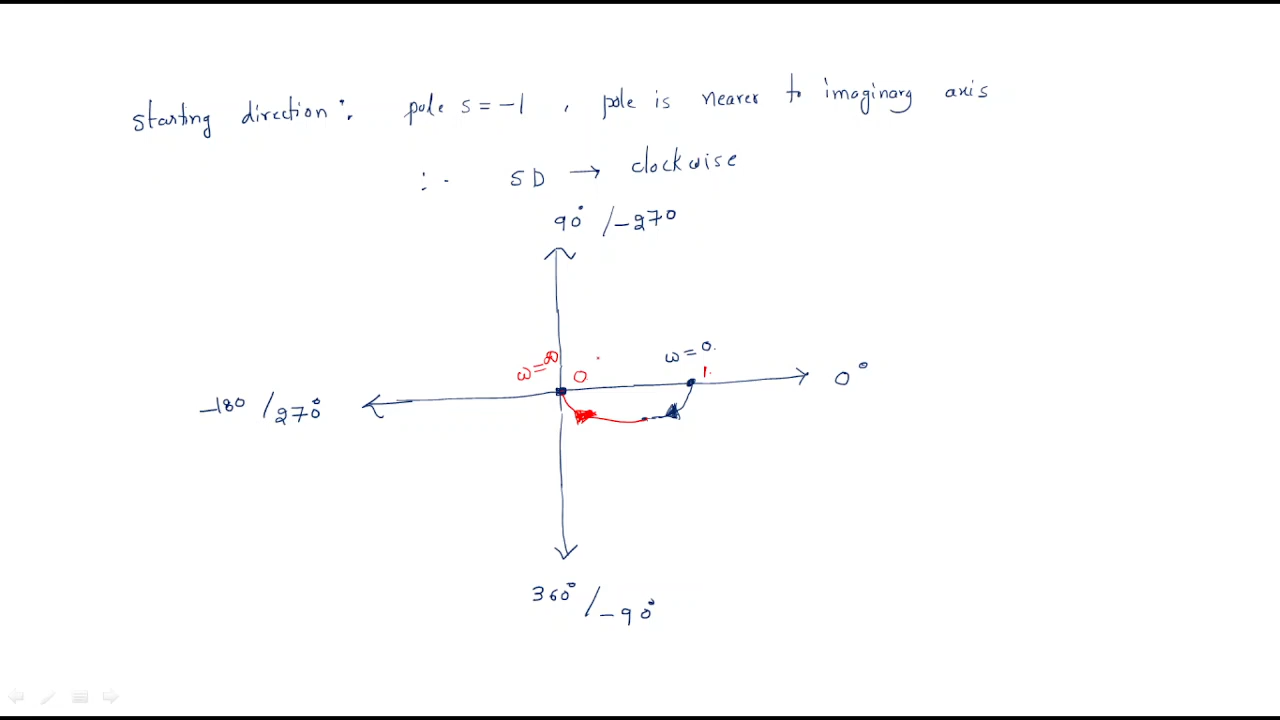 starting direction: pole s = -1 , pole is nearer to imaginary axis
∴ SD → clockwise
90° / -270
ω=∞ 0 ω=0. 1.
0°
-180 / 270°
360° / -90°